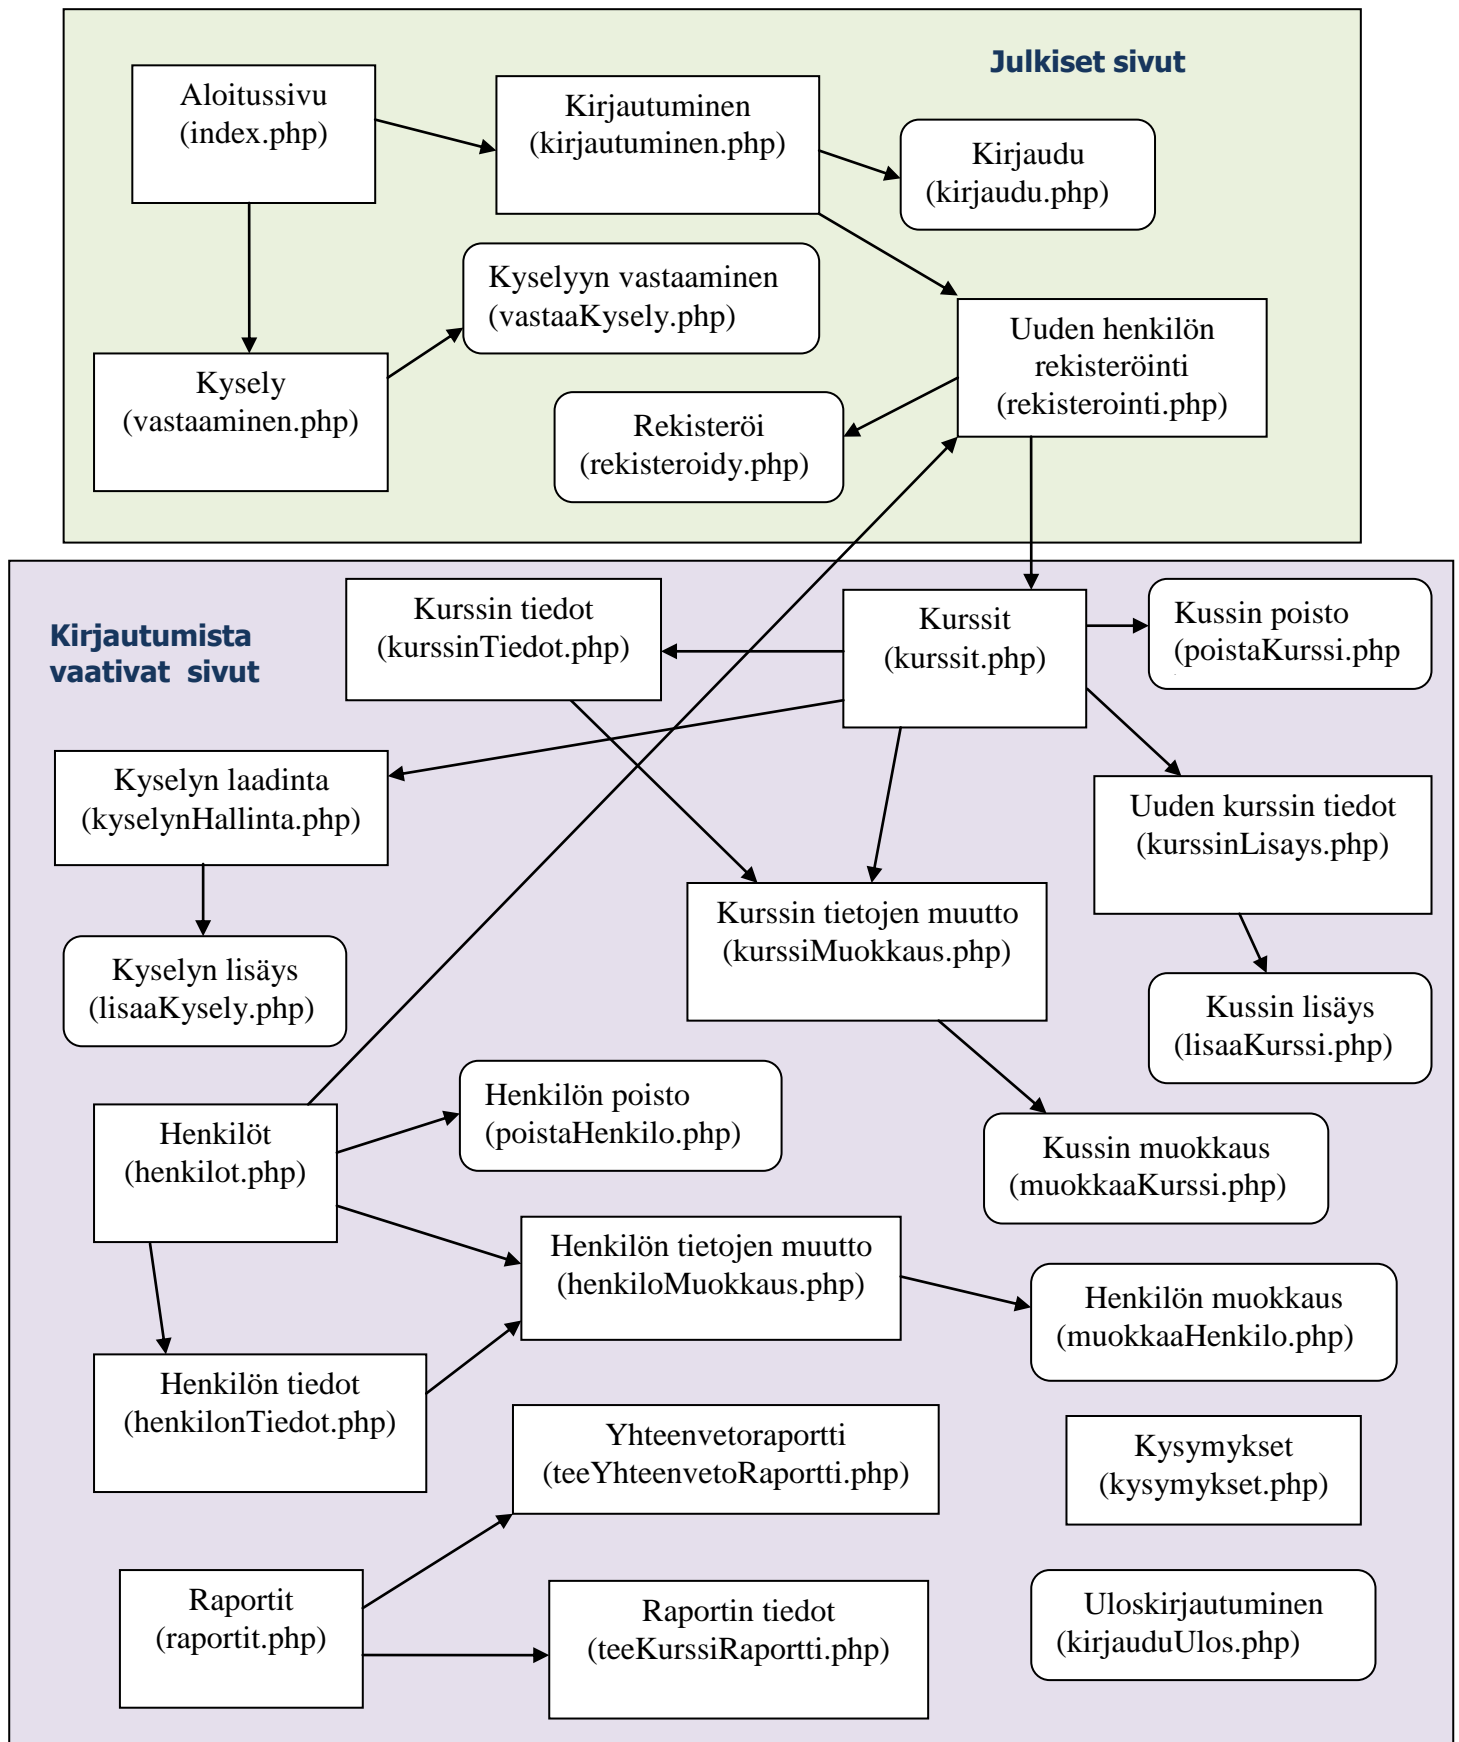 Julkiset sivut
Aloitussivu
(index.php)
Kirjautuminen
(kirjautuminen.php)
Kirjaudu
(kirjaudu.php)
Kyselyyn vastaaminen
(vastaaKysely.php)
Uuden henkilön
rekisteröinti
(rekisterointi.php)
Kysely
(vastaaminen.php)
Rekisteröi
(rekisteroidy.php)
Kirjautumista
vaativat sivut
Kurssin tiedot
(kurssinTiedot.php)
Kurssit
(kurssit.php)
Kussin poisto
(poistaKurssi.php
Kyselyn laadinta
(kyselynHallinta.php)
Uuden kurssin tiedot
(kurssinLisays.php)
Kurssin tietojen muutto
(kurssiMuokkaus.php)
Kyselyn lisäys
(lisaaKysely.php)
Kussin lisäys
(lisaaKurssi.php)
Henkilön poisto
(poistaHenkilo.php)
Henkilöt
(henkilot.php)
Kussin muokkaus
(muokkaaKurssi.php)
Henkilön tietojen muutto
(henkiloMuokkaus.php)
Henkilön muokkaus
(muokkaaHenkilo.php)
Henkilön tiedot
(henkilonTiedot.php)
Yhteenvetoraportti
(teeYhteenvetoRaportti.php)
Kysymykset
(kysymykset.php)
Raportit
(raportit.php)
Raportin tiedot
(teeKurssiRaportti.php)
Uloskirjautuminen
(kirjauduUlos.php)